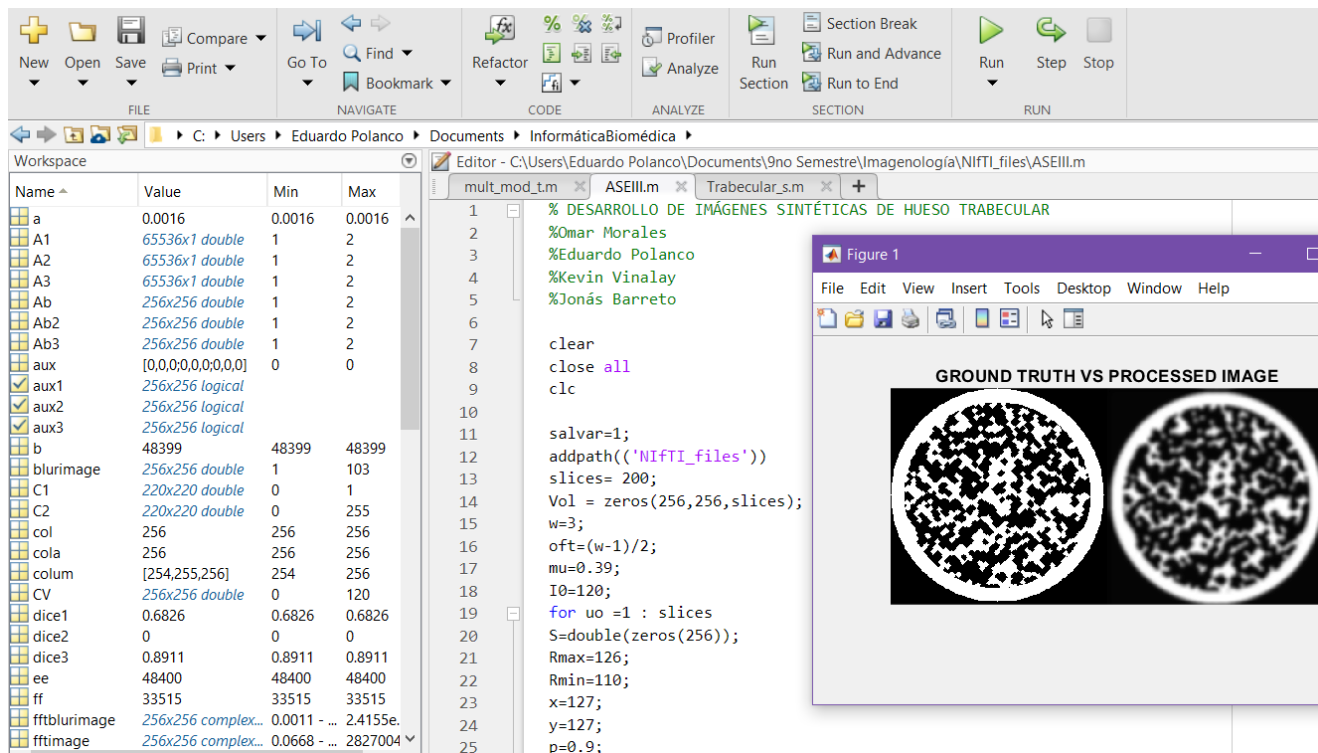 New Open Save Compare Print
FILE
Go To Find Bookmark
NAVIGATE
Refactor
CODE
Profiler
Analyze
ANALYZE
Run Section
Section Break
Run and Advance
Run to End
SECTION
Run Step Stop
RUN
C: Users Eduardo Polanco Documents InformáticaBiomédica
Workspace
Name Value Min Max
a 0.0016 0.0016 0.0016
A1 65536x1 double 1 2
A2 65536x1 double 1 2
A3 65536x1 double 1 2
Ab 256x256 double 1 2
Ab2 256x256 double 1 2
Ab3 256x256 double 1 2
aux [0,0,0;0,0,0;0,0,0] 0 0
aux1 256x256 logical
aux2 256x256 logical
aux3 256x256 logical
b 48399 48399 48399
blurimage 256x256 double 1 103
C1 220x220 double 0 1
C2 220x220 double 0 255
col 256 256 256
cola 256 256 256
colum [254,255,256] 254 256
CV 256x256 double 0 120
dice1 0.6826 0.6826 0.6826
dice2 0 0 0
dice3 0.8911 0.8911 0.8911
ee 48400 48400 48400
ff 33515 33515 33515
fftblurimage 256x256 complex... 0.0011 - ... 2.4155e.
fftimage 256x256 complex... 0.0668 - ... 2827004
Editor - C:\Users\Eduardo Polanco\Documents\9no Semestre\Imagenología\NIfTI_files\ASEIII.m
mult_mod_t.m ASEIII.m Trabecular_s.m
1 % DESARROLLO DE IMÁGENES SINTÉTICAS DE HUESO TRABECULAR
2 %Omar Morales
3 %Eduardo Polanco
4 %Kevin Vinalay
5 %Jonás Barreto
6
7 clear
8 close all
9 clc
10
11 salvar=1;
12 addpath(('NIfTI_files'))
13 slices= 200;
14 Vol = zeros(256,256,slices);
15 w=3;
16 oft=(w-1)/2;
17 mu=0.39;
18 I0=120;
19 for uo =1 : slices
20 S=double(zeros(256));
21 Rmax=126;
22 Rmin=110;
23 x=127;
24 y=127;
25 p=0.9;
Figure 1
File Edit View Insert Tools Desktop Window Help
GROUND TRUTH VS PROCESSED IMAGE